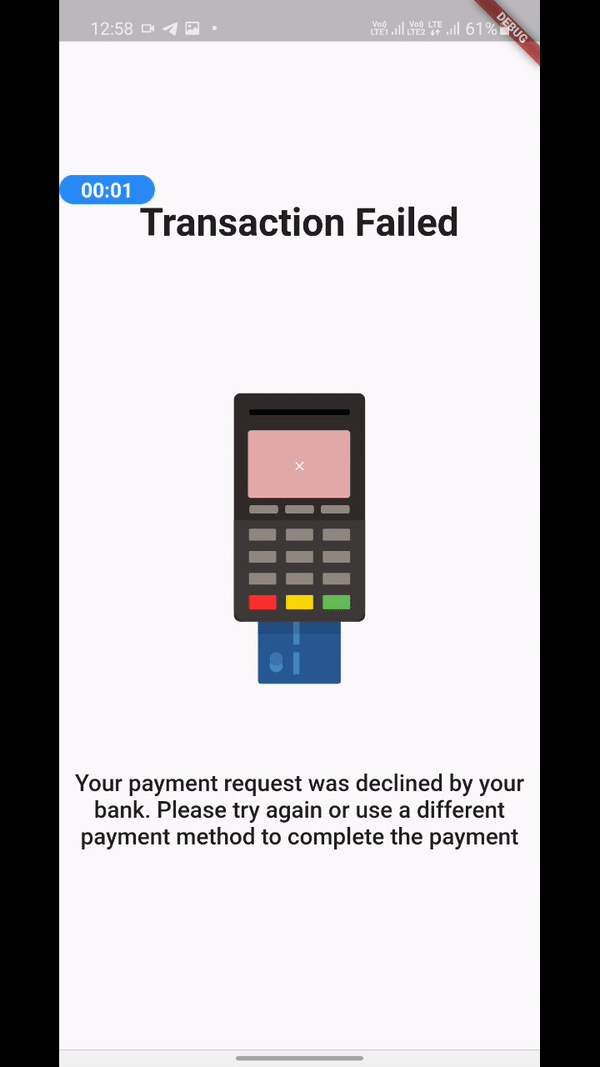 12:58
Vo)) LTE1 Vo)) LTE2 LTE 61%
DEBUG
00:01
Transaction Failed
Your payment request was declined by your
bank. Please try again or use a different
payment method to complete the payment